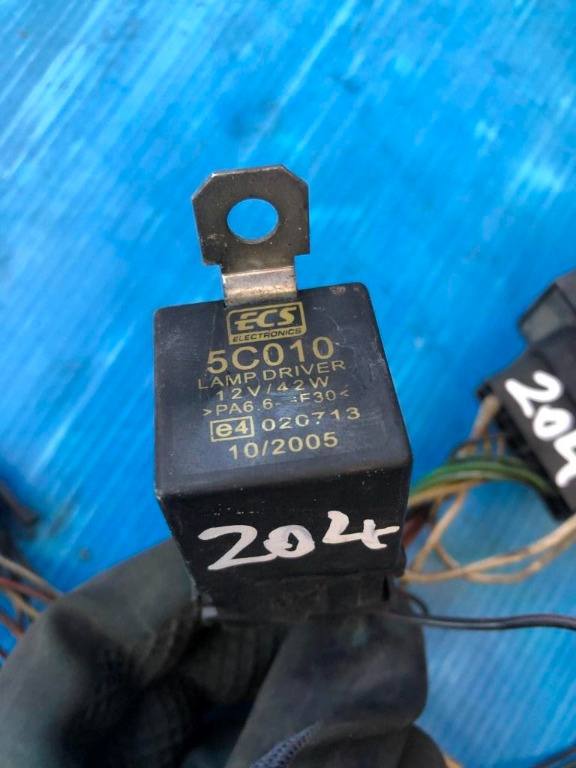 ECS
ELECTRONICS
5C010
LAMP DRIVER
12V/42W
>PA6.6-GF30<
e4 020713
10/2005
204
204